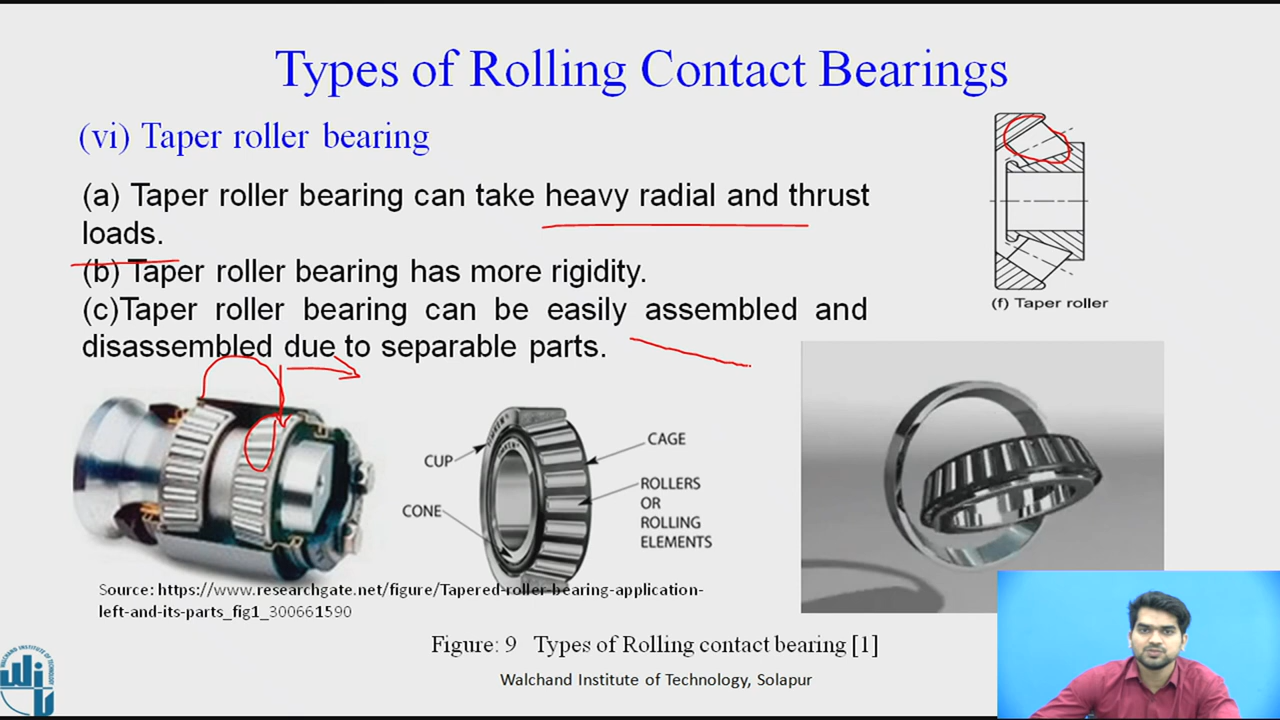 Types of Rolling Contact Bearings
(vi) Taper roller bearing
(a) Taper roller bearing can take heavy radial and thrust
loads.
(b) Taper roller bearing has more rigidity.
(c)Taper roller bearing can be easily assembled and
disassembled due to separable parts.
(f) Taper roller
CUP
CONE
CAGE
ROLLERS
OR
ROLLING
ELEMENTS
Source: https://www.researchgate.net/figure/Tapered-roller-bearing-application-
left-and-its-parts_fig1_300661590
Figure: 9 Types of Rolling contact bearing [1]
Walchand Institute of Technology, Solapur